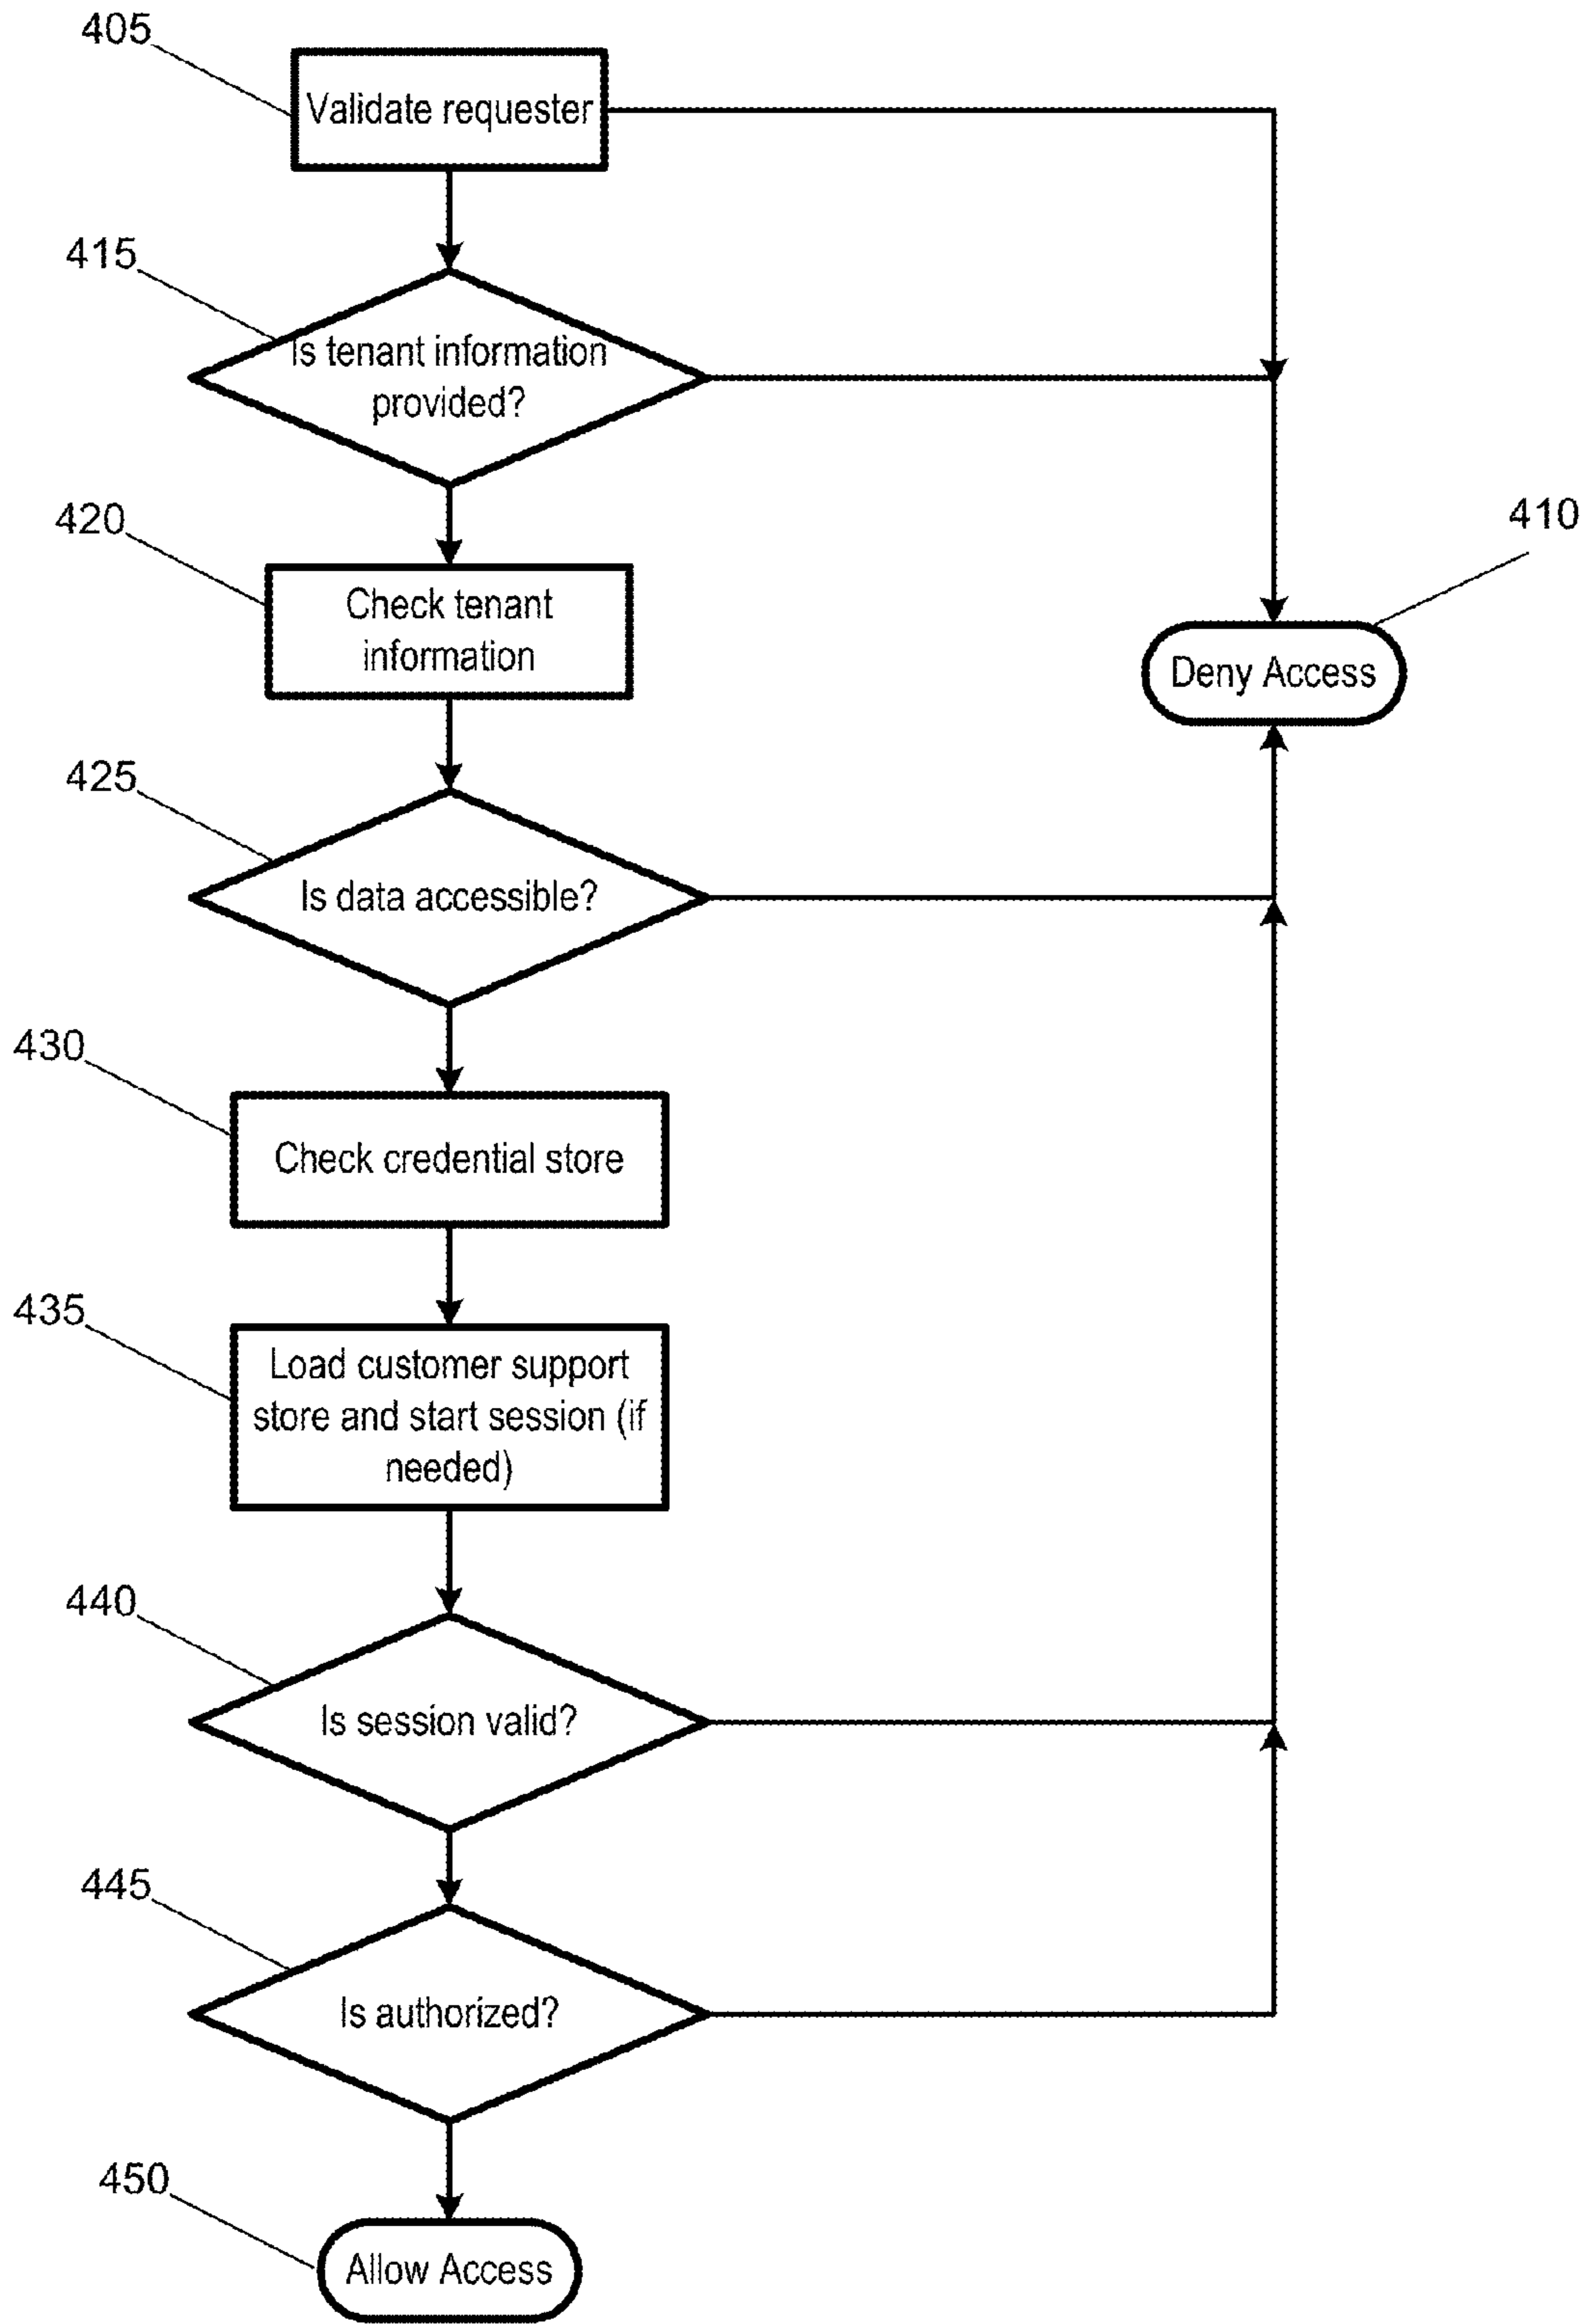 405
Validate requester
415
Is tenant information
provided?
420
410
Check tenant
information
Deny Access
425
Is data accessible?
430
Check credential store
435
Load customer support
store and start session (if
needed)
440
Is session valid?
445
Is authorized?
450
Allow Access